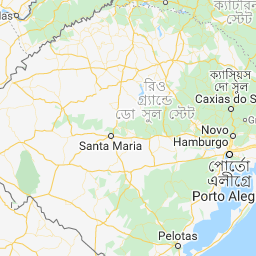 ক্যাটারিনা
স্টেট
রিও
গ্র্যান্ডে
ডো সুল স্টেট
ক্যাসিয়াস
দো সুল
Caxias do S
Santa Maria
Novo
Hamburgo
পোর্তো
এলীগ্রে
Porto Aleg
Pelotas